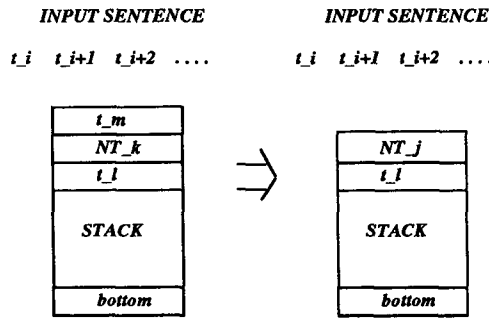 INPUT SENTENCE
t_i t_i+1 t_i+2 ....
t_m
NT_k
t_l
STACK
bottom
INPUT SENTENCE
t_i t_i+1 t_i+2 ....
NT_j
t_l
STACK
bottom